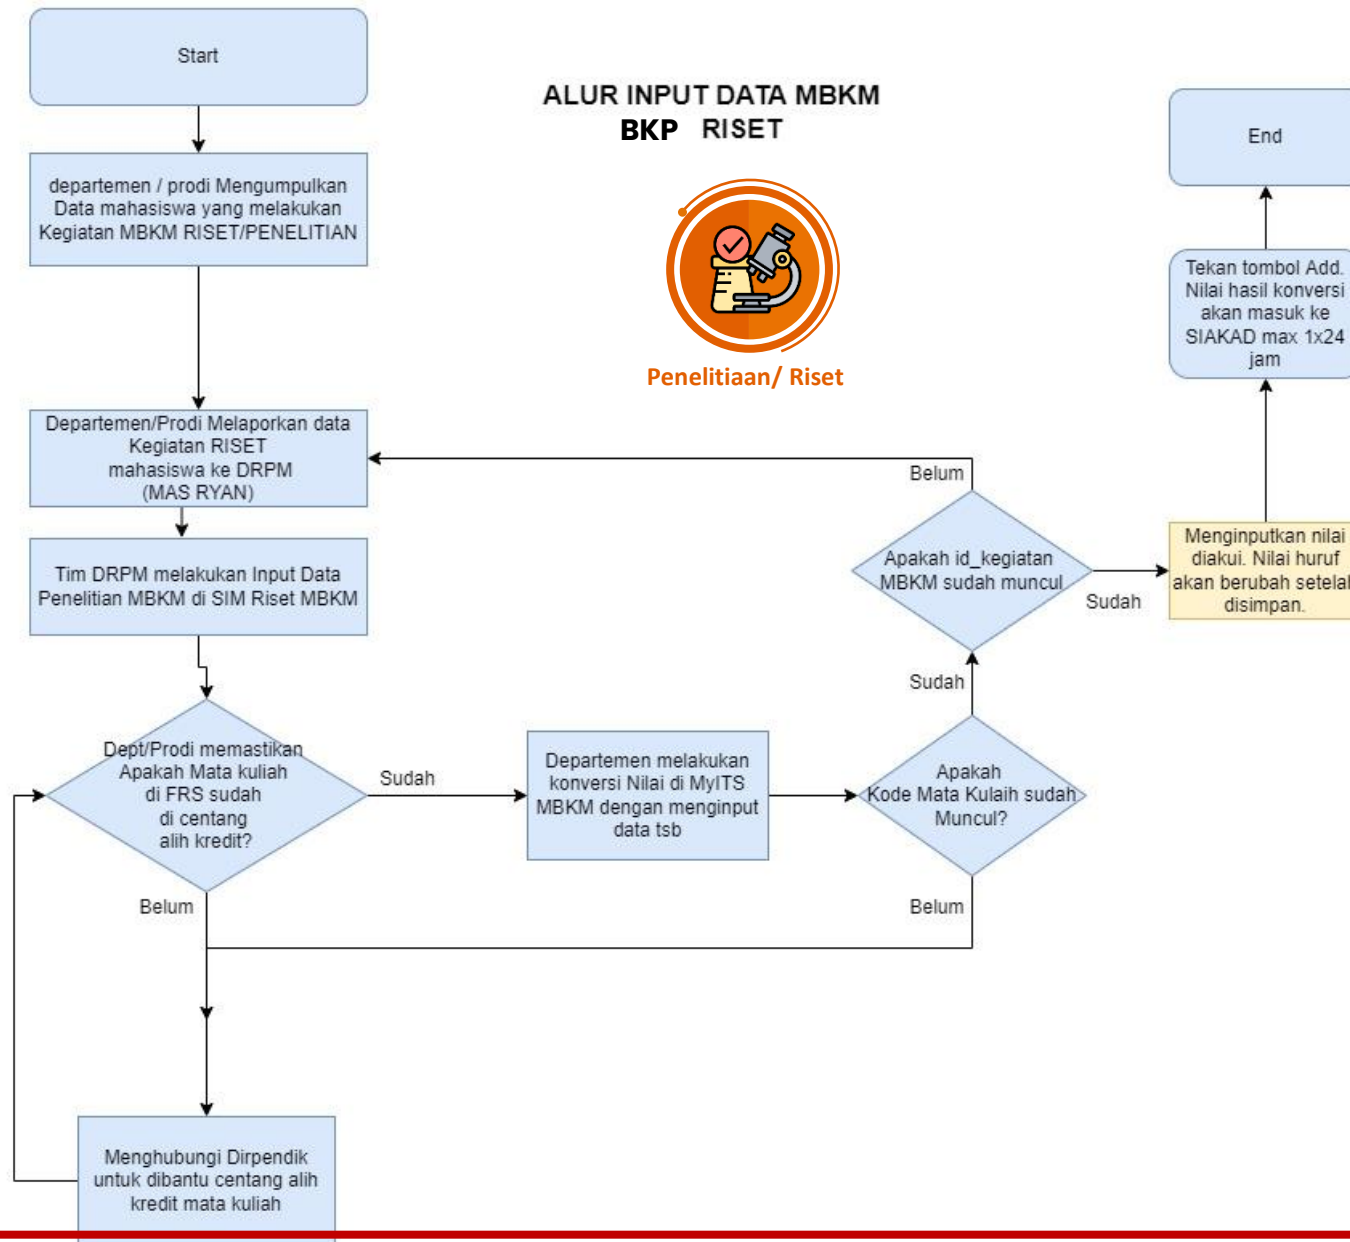 Start
ALUR INPUT DATA MBKM
BKP RISET
End
departemen / prodi Mengumpulkan
Data mahasiswa yang melakukan
Kegiatan MBKM RISET/PENELITIAN
Penelitiaan/ Riset
Tekan tombol Add.
Nilai hasil konversi
akan masuk ke
SIAKAD max 1x24
jam
Departemen/Prodi Melaporkan data
Kegiatan RISET
mahasiswa ke DRPM
(MAS RYAN)
Belum
Apakah id_kegiatan
MBKM sudah muncul
Sudah
Menginputkan nilai
diakui. Nilai huruf
akan berubah setelah
disimpan.
Tim DRPM melakukan Input Data
Penelitian MBKM di SIM Riset MBKM
Sudah
Dept/Prodi memastikan
Apakah Mata kuliah
di FRS sudah
di centang
alih kredit?
Sudah
Departemen melakukan
konversi Nilai di MyITS
MBKM dengan menginput
data tsb
Apakah
Kode Mata Kulaih sudah
Muncul?
Belum
Belum
Menghubungi Dirpendik
untuk dibantu centang alih
kredit mata kuliah